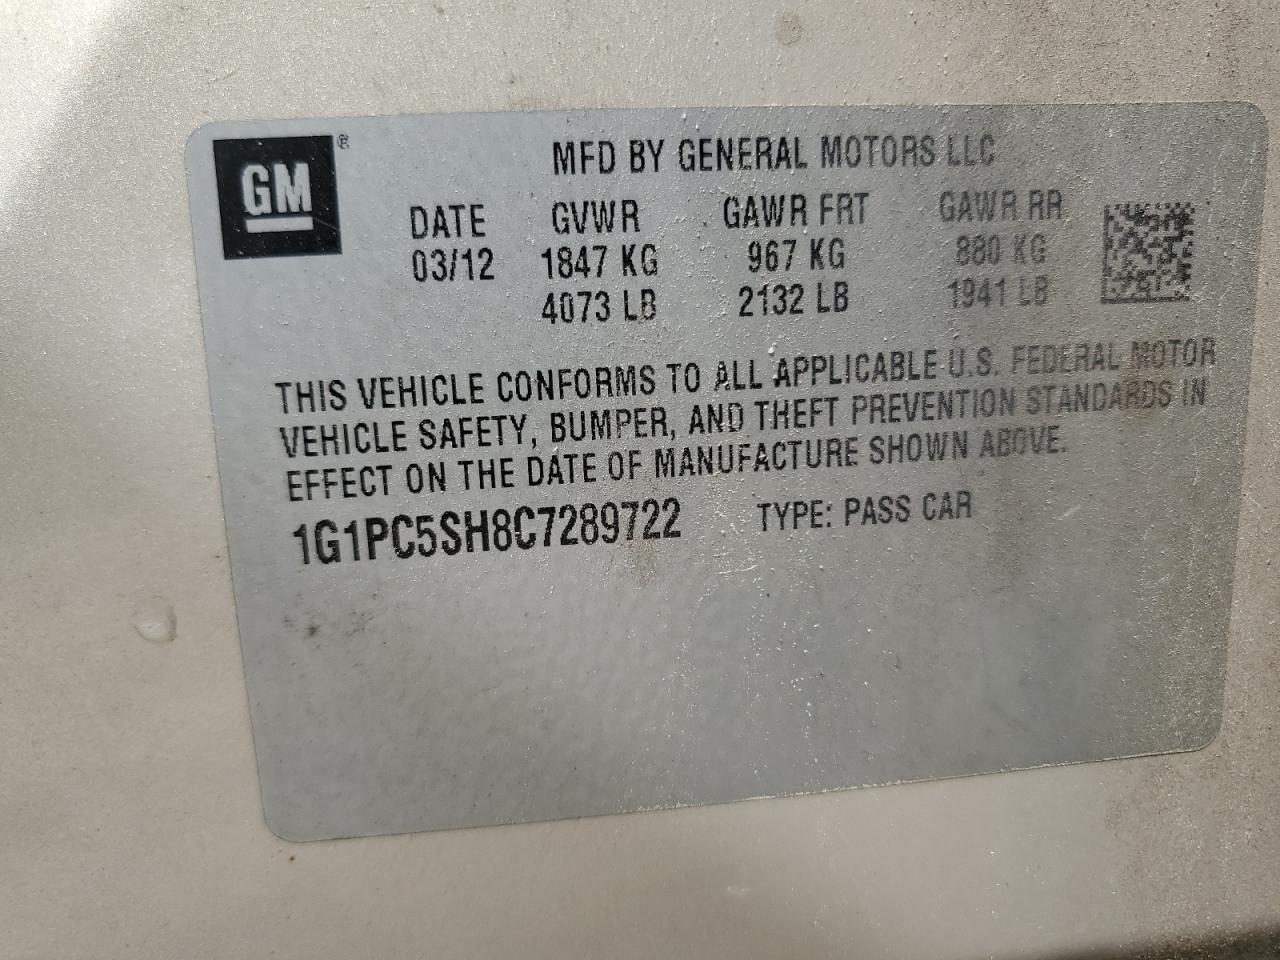 GM ®
MFD BY GENERAL MOTORS LLC
DATE GVWR GAWR FRT GAWR RR
03/12 1847 KG 967 KG 880 KG
4073 LB 2132 LB 1941 LB
THIS VEHICLE CONFORMS TO ALL APPLICABLE U.S. FEDERAL MOTOR
VEHICLE SAFETY, BUMPER, AND THEFT PREVENTION STANDARDS IN
EFFECT ON THE DATE OF MANUFACTURE SHOWN ABOVE.
1G1PC5SH8C7289722 TYPE: PASS CAR